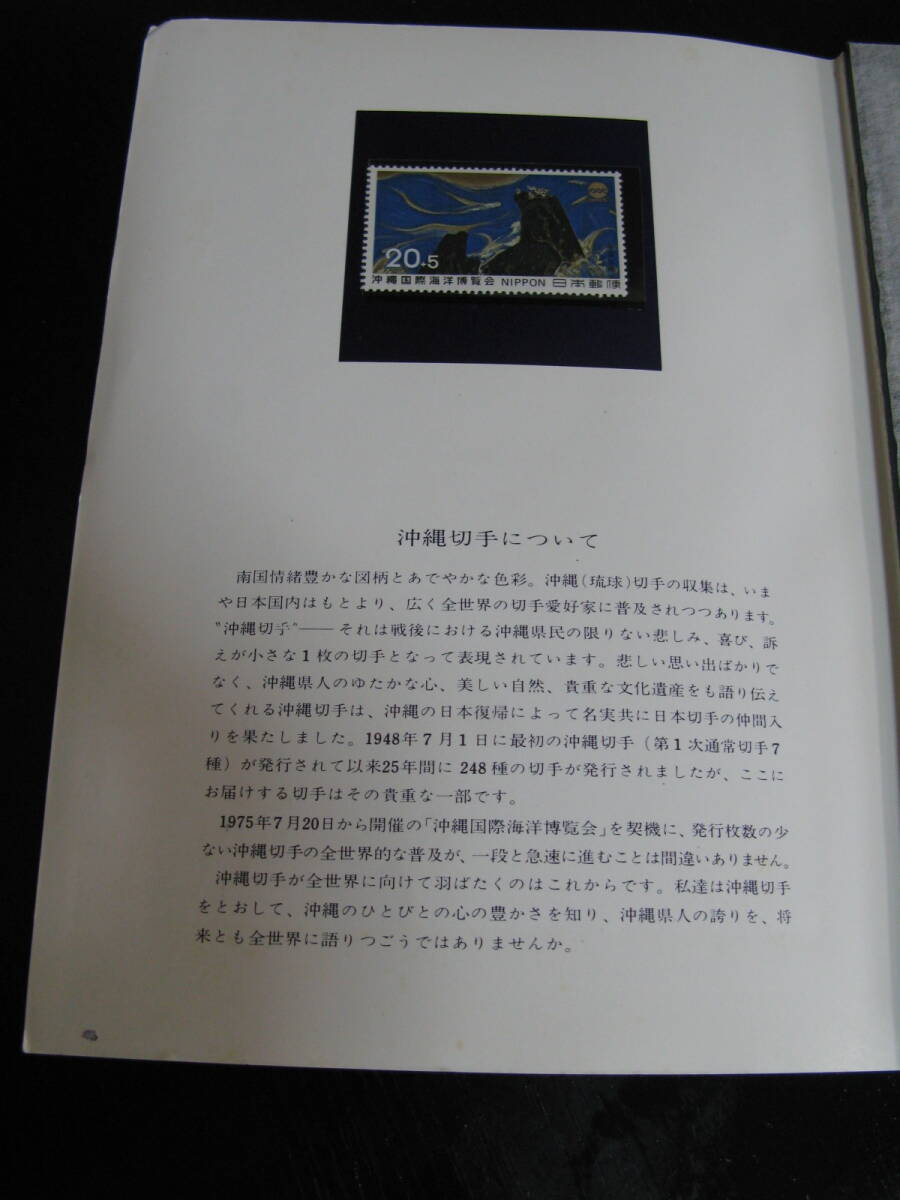 20+5
沖縄国際海洋博覧会 NIPPON 日本郵便
沖縄切手について
南国情緒豊かな図柄とあでやかな色彩。沖縄(琉球)切手の収集は、いま
や日本国内はもとより、広く全世界の切手愛好家に普及されつつあります。
"沖縄切手"―― それは戦後における沖縄県民の限りない悲しみ、喜び、訴
えが小さな1枚の切手となって表現されています。悲しい思い出ばかりで
なく、沖縄県人のゆたかな心、美しい自然、貴重な文化遺産をも語り伝え
てくれる沖縄切手は、沖縄の日本復帰によって名実共に日本切手の仲間入
りを果たしました。1948年7月1日に最初の沖縄切手(第1次通常切手7
種)が発行されて以来25年間に 248 種の切手が発行されましたが、ここに
お届けする切手はその貴重な一部です。
1975年7月20日から開催の「沖縄国際海洋博覧会」を契機に、発行枚数の少
ない沖縄切手の全世界的な普及が、一段と急速に進むことは間違いありません。
沖縄切手が全世界に向けて羽ばたくのはこれからです。私達は沖縄切手
をとおして、沖縄のひとびとの心の豊かさを知り、沖縄県人の誇りを、将
来とも全世界に語りつごうではありませんか。